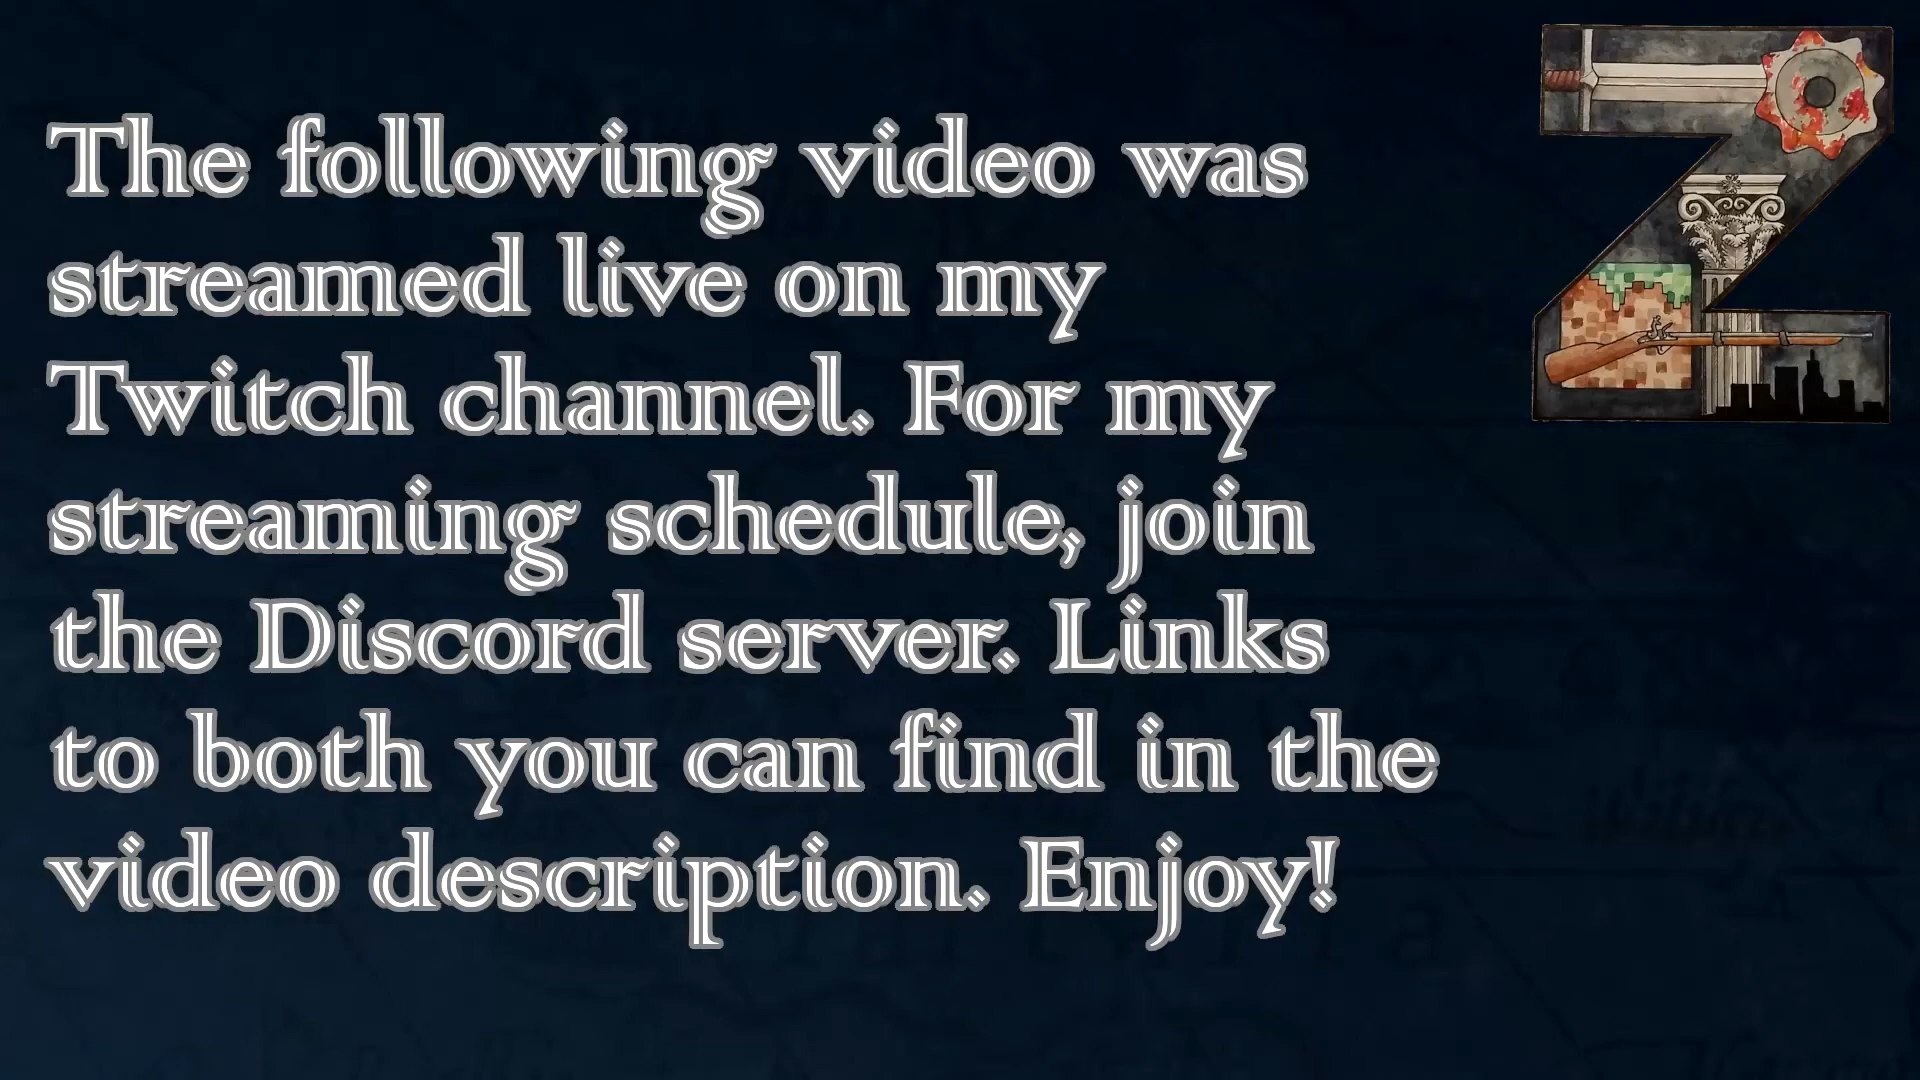 The following video was
streamed live on my
Twitch channel. For my
streaming schedule, join
the Discord server. Links
to both you can find in the
video description. Enjoy!